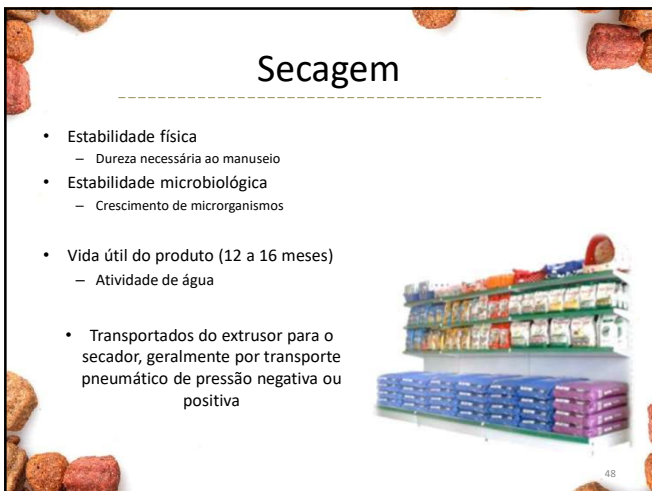 Secagem
• Estabilidade física
– Dureza necessária ao manuseio
• Estabilidade microbiológica
– Crescimento de microrganismos
• Vida útil do produto (12 a 16 meses)
– Atividade de água
• Transportados do extrusor para o
secador, geralmente por transporte
pneumático de pressão negativa ou
positiva
48